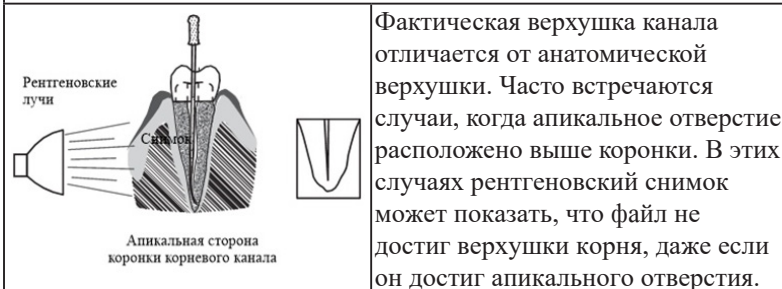 Рентгеновские
лучи
Снимок
Апикальная сторона
коронки корневого канала
Фактическая верхушка канала
отличается от анатомической
верхушки. Часто встречаются
случаи, когда апикальное отверстие
расположено выше коронки. В этих
случаях рентгеновский снимок
может показать, что файл не
достиг верхушки корня, даже если
он достиг апикального отверстия.